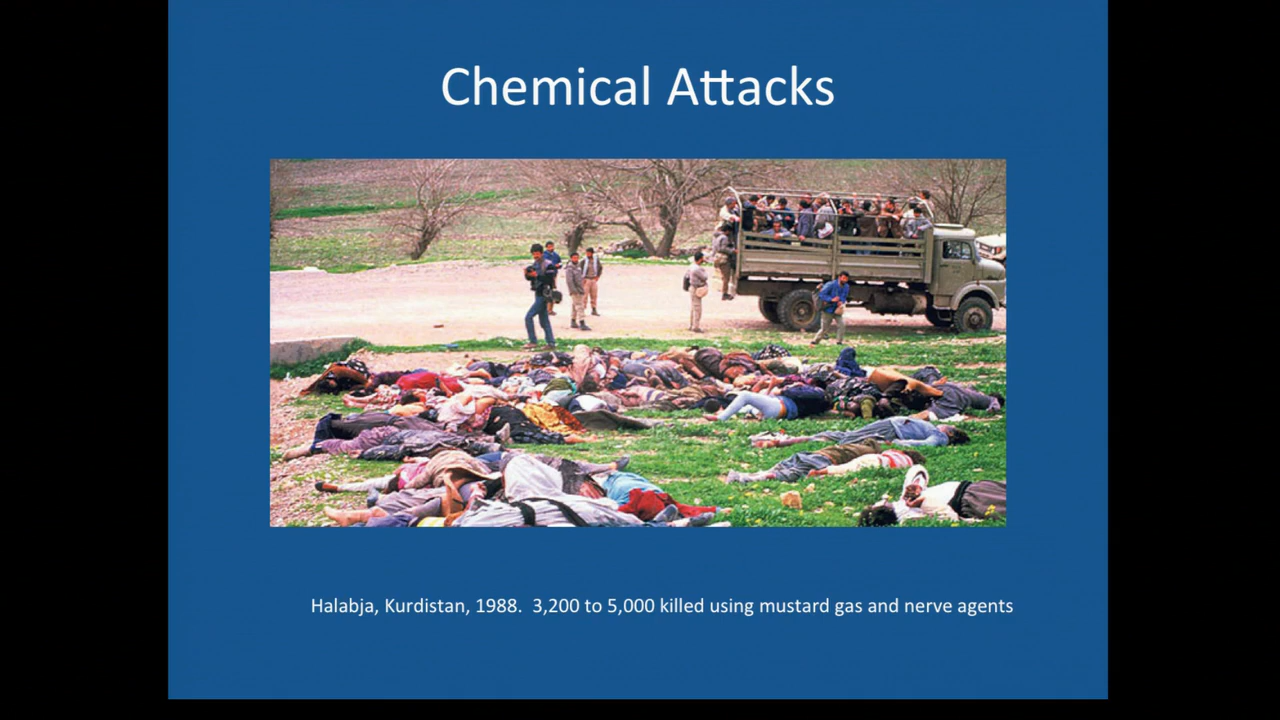 Chemical Attacks
Halabja, Kurdistan, 1988.  3,200 to 5,000 killed using mustard gas and nerve agents